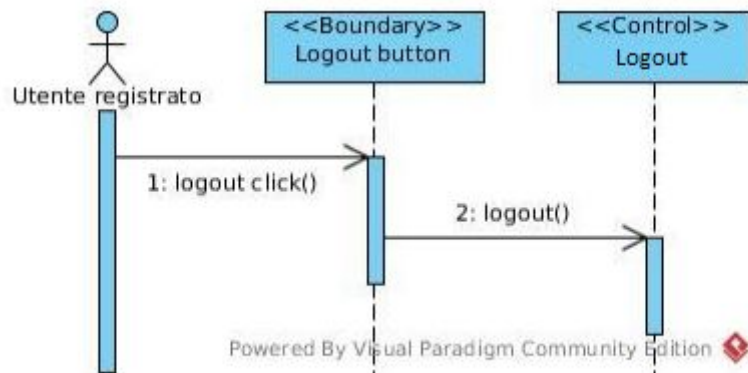 <<Boundary>>
Logout button
<<Control>>
Logout
Utente registrato
1: logout click()
2: logout()
Powered By Visual Paradigm Community Edition